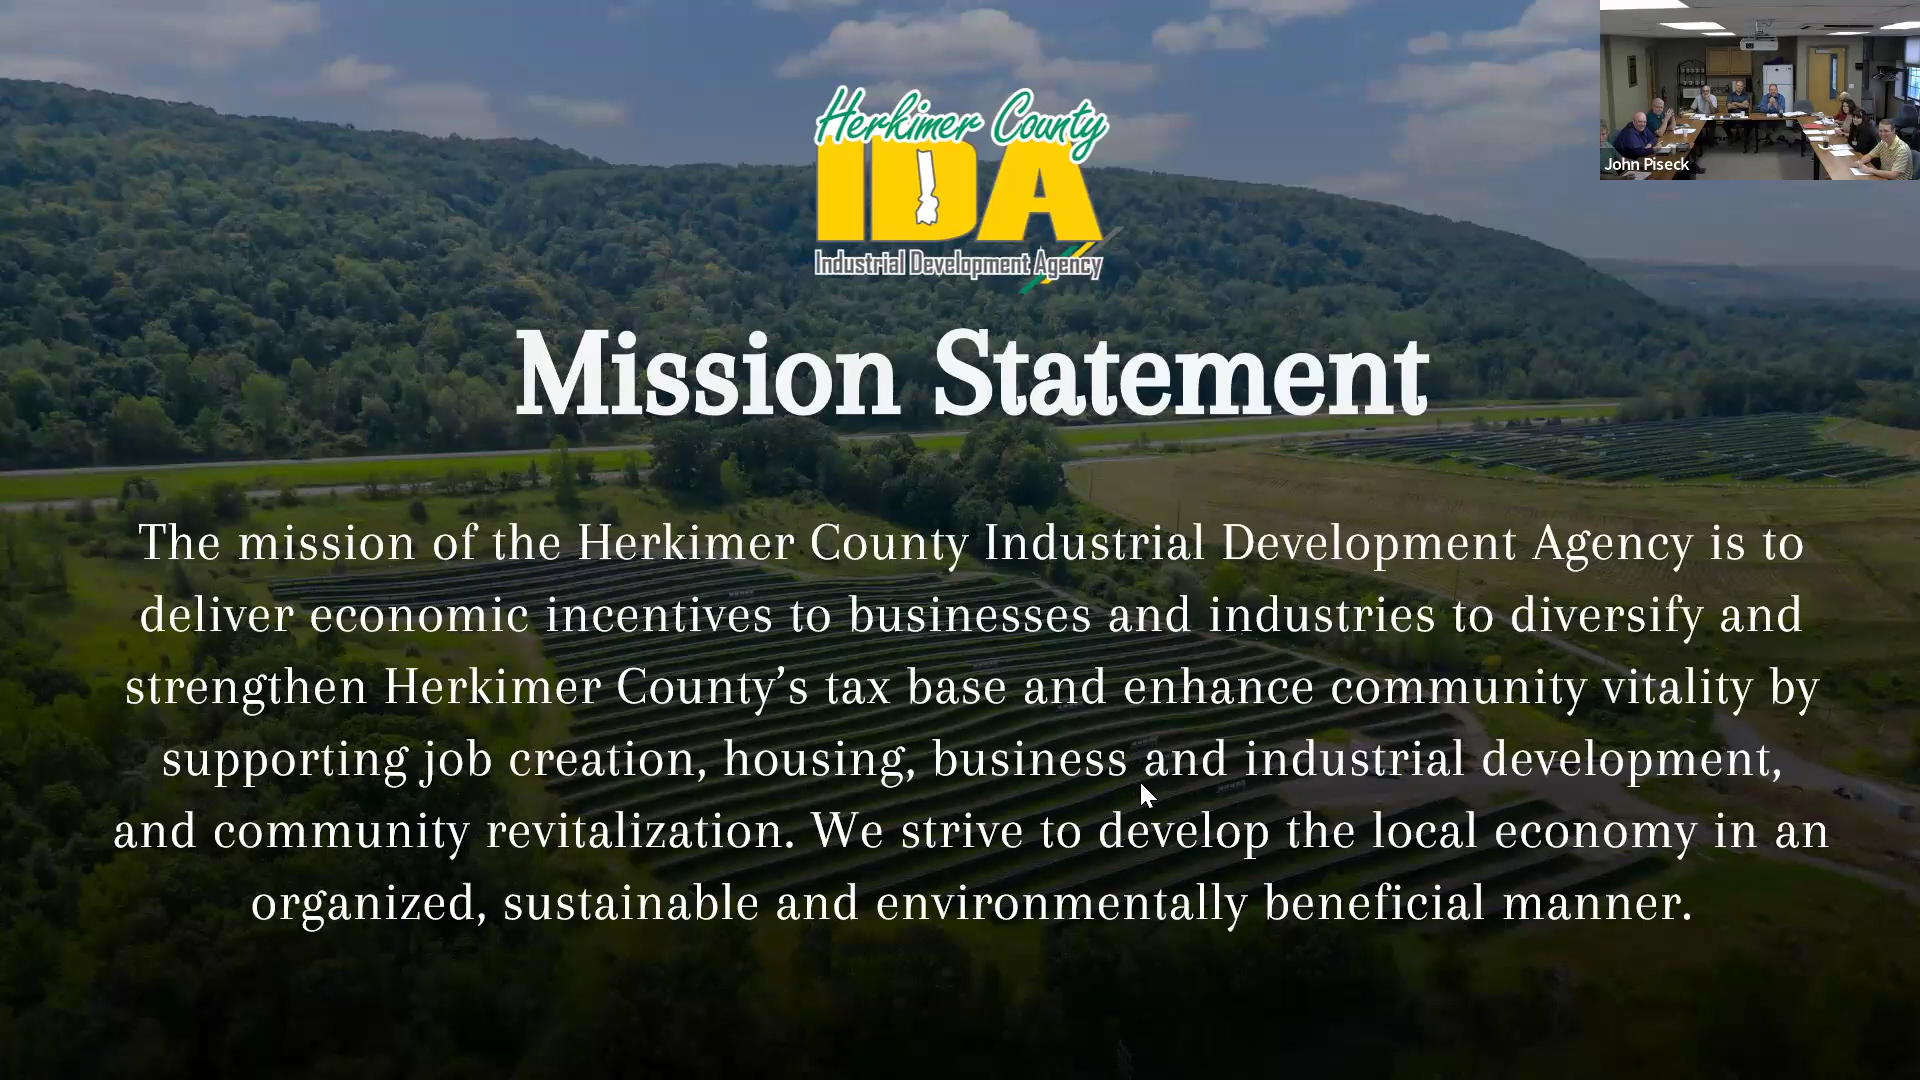 Herkimer County
IDA
Industrial Development Agency
John Piseck
Mission Statement
The mission of the Herkimer County Industrial Development Agency is to
deliver economic incentives to businesses and industries to diversify and
strengthen Herkimer County’s tax base and enhance community vitality by
supporting job creation, housing, business and industrial development,
and community revitalization. We strive to develop the local economy in an
organized, sustainable and environmentally beneficial manner.